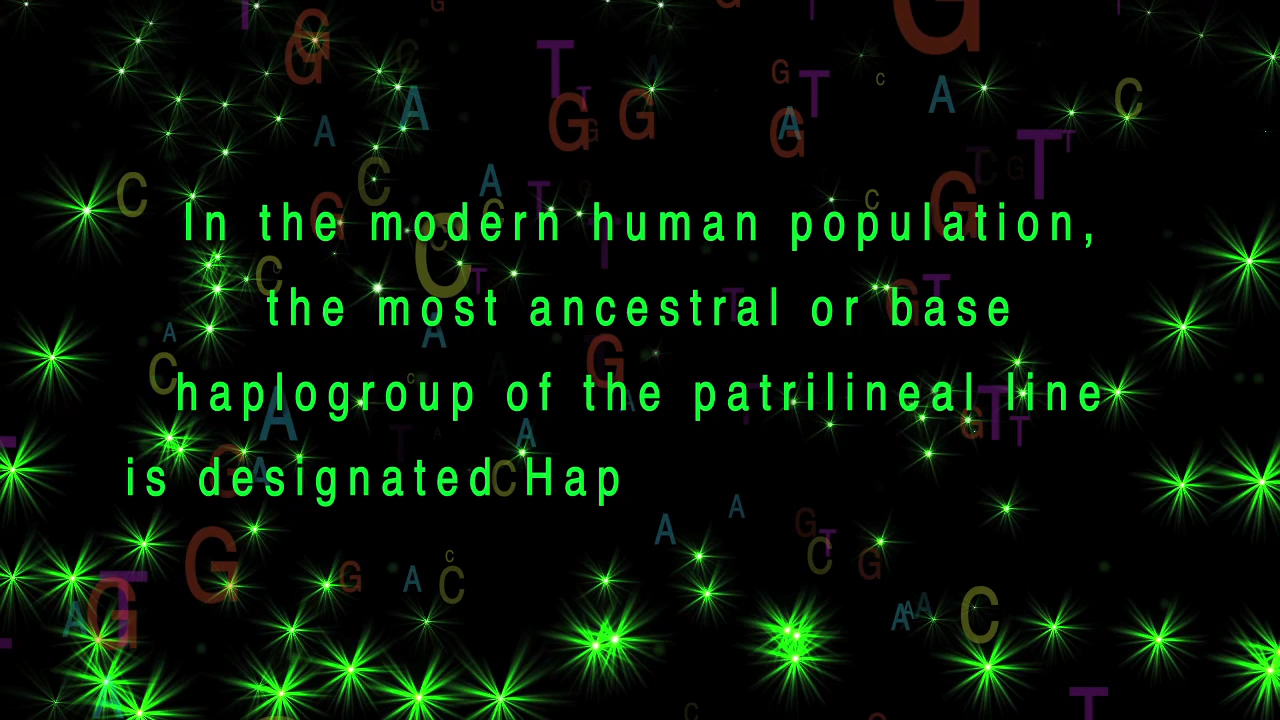 In the modern human population,
the most ancestral or base
haplogroup of the patrilineal line
is designated Hap